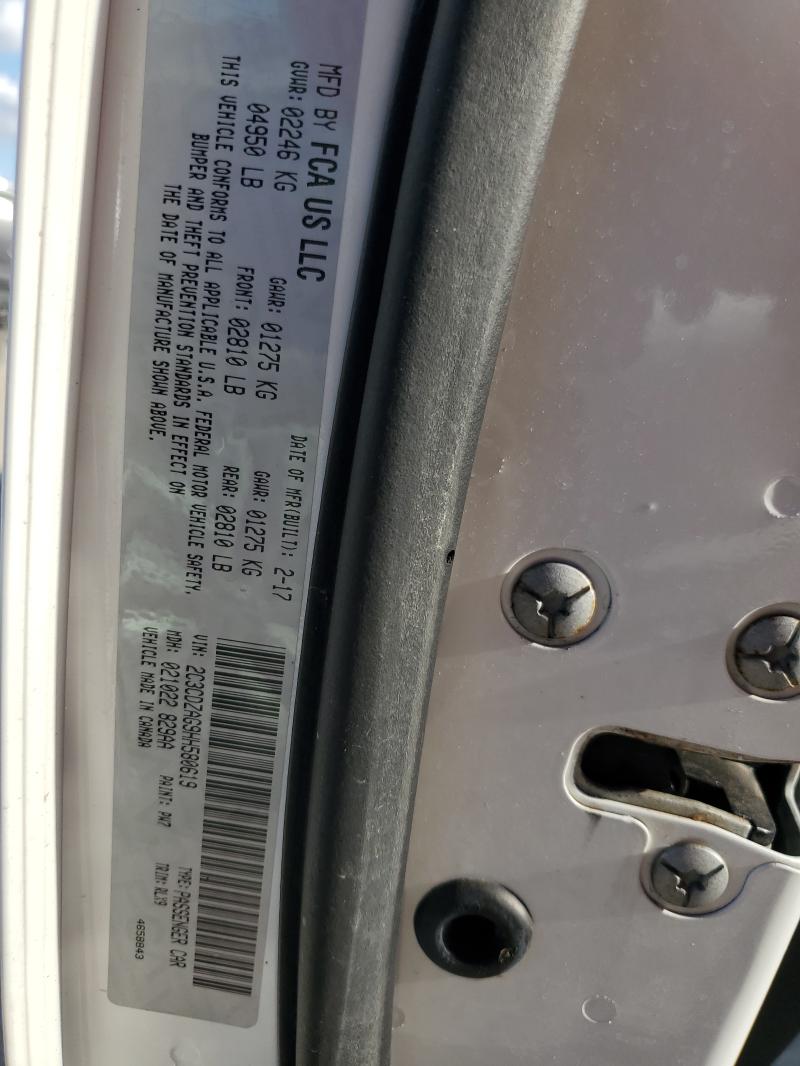 MFD BY FCA US LLC
DATE OF MFR(BUILT): 2-17
GVWR: 02246 KG
GAWR: 01275 KG
GAWR: 01275 KG
04950 LB
FRONT: 02810 LB
REAR: 02810 LB
THIS VEHICLE CONFORMS TO ALL APPLICABLE U.S.A. FEDERAL MOTOR VEHICLE SAFETY,
BUMPER AND THEFT PREVENTION STANDARDS IN EFFECT ON
THE DATE OF MANUFACTURE SHOWN ABOVE.
VIN: 2C3CDZAG9HH580619
TYPE: PASSENGER CAR
MDH: 021022 829AA
PAINT: PW7
TRIM: RLX9
VEHICLE MADE IN CANADA
4658843